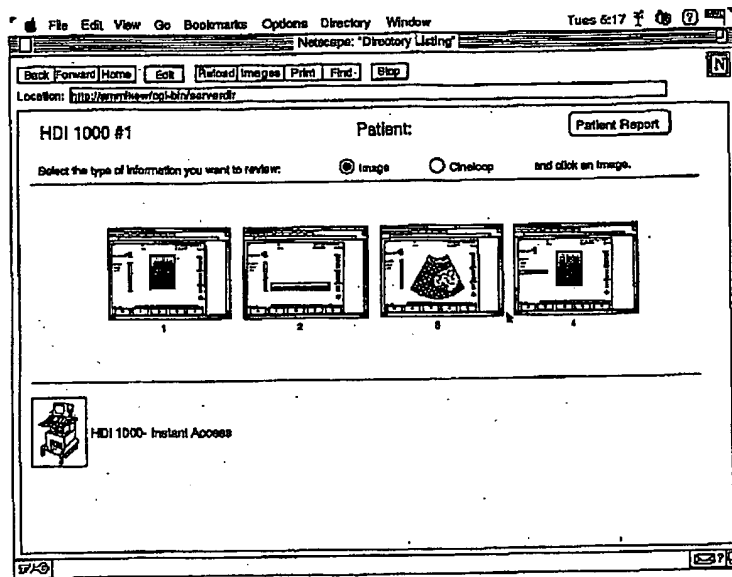 File Edit View Go Bookmarks Options Directory Window Tues 5:17
Netscape: "Directory Listing"
Back Forward Home Edit Reload Images Print Find Stop
Location:
HDI 1000 #1 Patient: Patient Report
Select the type of information you want to review: Image Cineloop and click an image.
1 2 3 4
HDI 1000- Instant Access